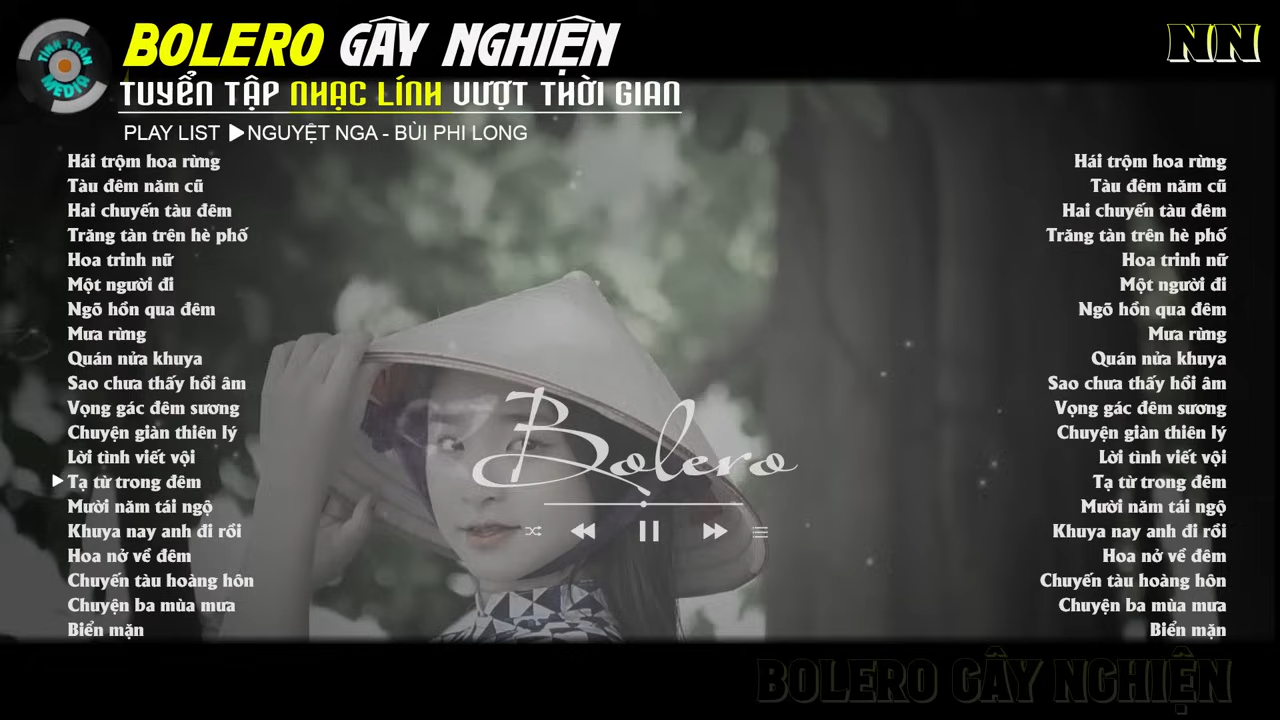 TINH TRẦN
MEDIA
BOLERO GÂY NGHIỆN
NN
TUYỂN TẬP NHẠC LÍNH VƯỢT THỜI GIAN
PLAY LIST ▶NGUYỆT NGA - BÙI PHI LONG
Hái trộm hoa rừng
Tàu đêm năm cũ
Hai chuyến tàu đêm
Trăng tàn trên hè phố
Hoa trinh nữ
Một người đi
Ngõ hồn qua đêm
Mưa rừng
Quán nửa khuya
Sao chưa thấy hồi âm
Vọng gác đêm sương
Chuyện giàn thiên lý
Lời tình viết vội
Tạ từ trong đêm
Mười năm tái ngộ
Khuya nay anh đi rồi
Hoa nở về đêm
Chuyến tàu hoàng hôn
Chuyện ba mùa mưa
Biển mặn
Bolero
Hái trộm hoa rừng
Tàu đêm năm cũ
Hai chuyến tàu đêm
Trăng tàn trên hè phố
Hoa trinh nữ
Một người đi
Ngõ hồn qua đêm
Mưa rừng
Quán nửa khuya
Sao chưa thấy hồi âm
Vọng gác đêm sương
Chuyện giàn thiên lý
Lời tình viết vội
Tạ từ trong đêm
Mười năm tái ngộ
Khuya nay anh đi rồi
Hoa nở về đêm
Chuyến tàu hoàng hôn
Chuyện ba mùa mưa
Biển mặn
BOLERO GÂY NGHIỆN